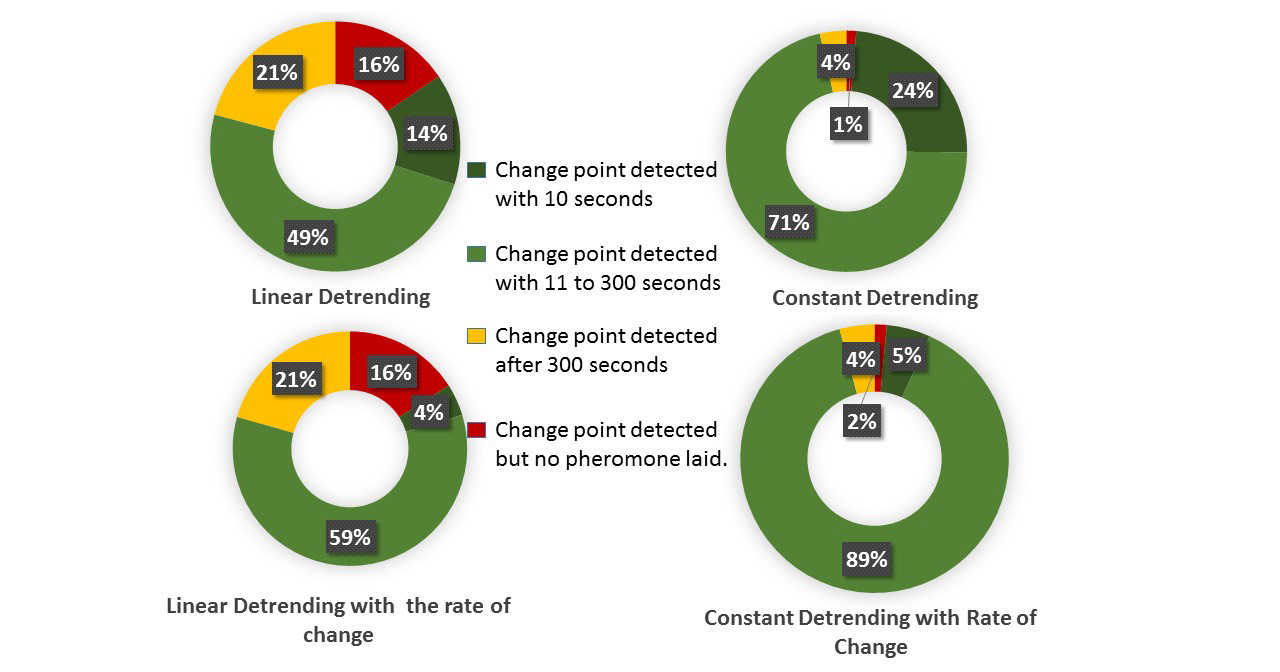 21%
16%
14%
49%
Linear Detrending
4%
24%
1%
71%
Constant Detrending
Change point detected
with 10 seconds
Change point detected
with 11 to 300 seconds
Change point detected
after 300 seconds
Change point detected
but no pheromone laid.
21%
16%
4%
59%
Linear Detrending with  the rate of
change
4%
5%
2%
89%
Constant Detrending with Rate of
Change